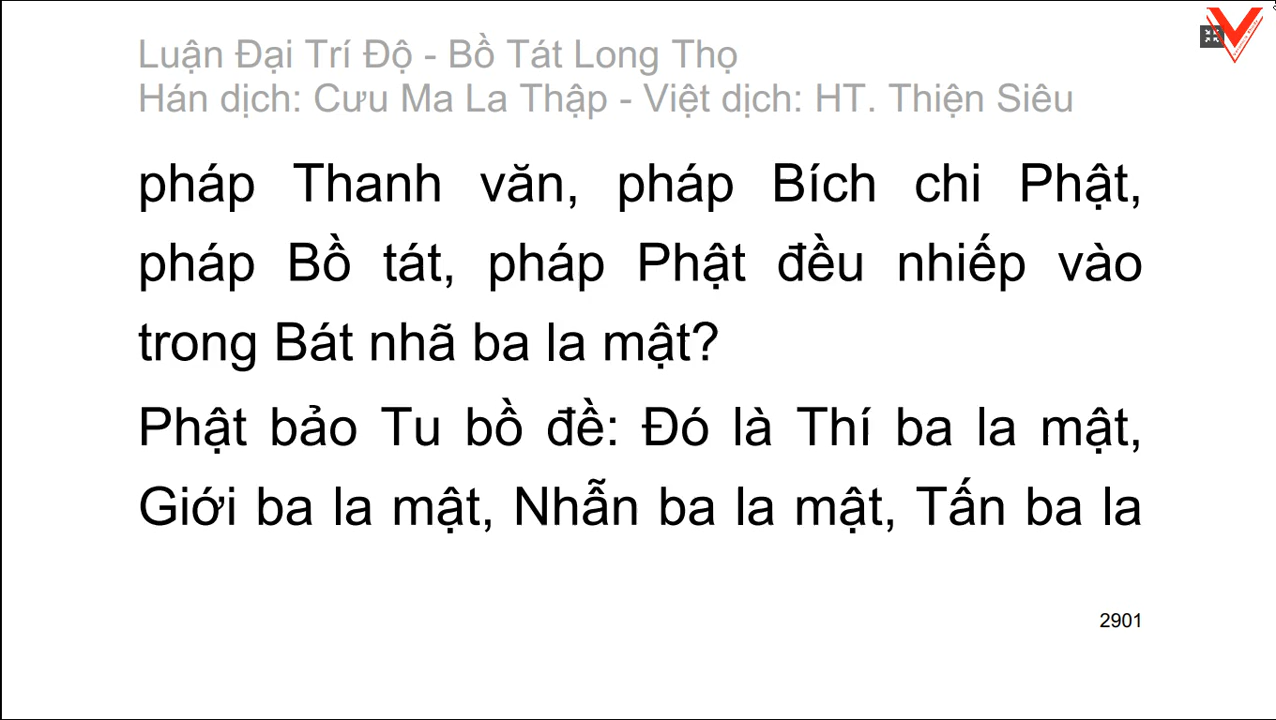 Luận Đại Trí Độ - Bồ Tát Long Thọ
Hán dịch: Cưu Ma La Thập - Việt dịch: HT. Thiện Siêu
pháp Thanh văn, pháp Bích chi Phật,
pháp Bồ tát, pháp Phật đều nhiếp vào
trong Bát nhã ba la mật?
Phật bảo Tu bồ đề: Đó là Thí ba la mật,
Giới ba la mật, Nhẫn ba la mật, Tấn ba la
2901